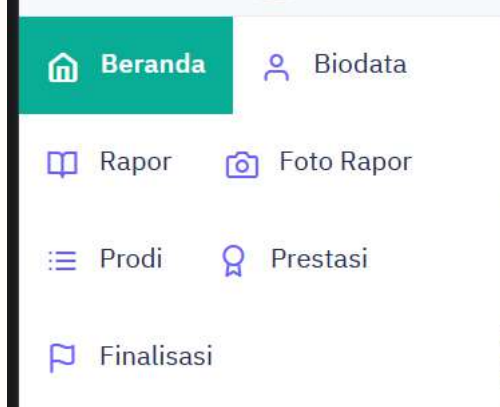 Beranda Biodata
Rapor Foto Rapor
Prodi Prestasi
Finalisasi